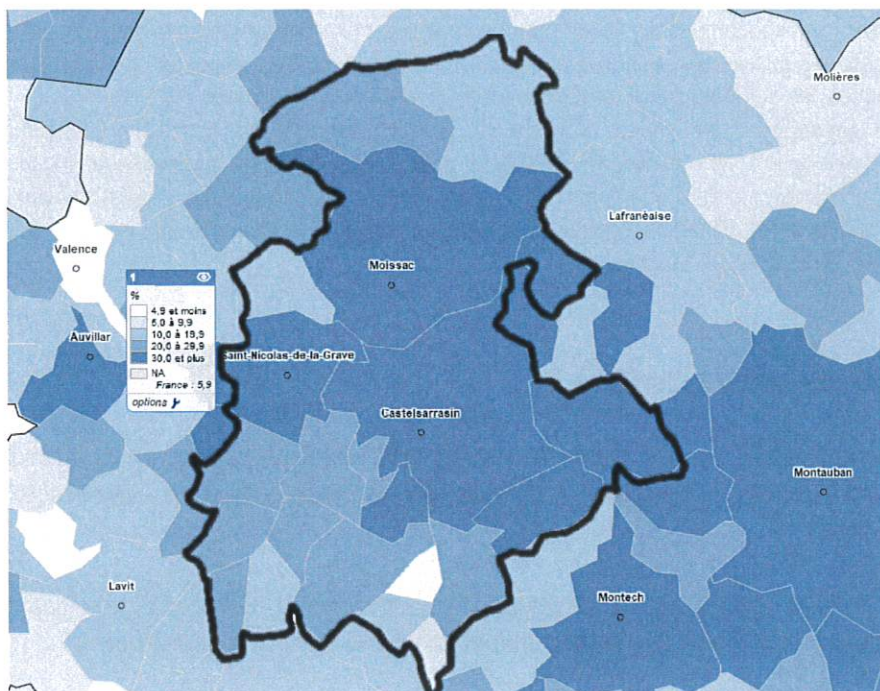 Molières
Lafranèaise
Valence
Moissac
1
%
4,9 et moins
5,0 à 9,9
10,0 à 19,9
20,0 à 29,9
30,0 et plus
NA
France : 5,9
options
Auvillar
Saint-Nicolas-de-la-Grave
Castelsarrasin
Montauban
Lavit
Montech